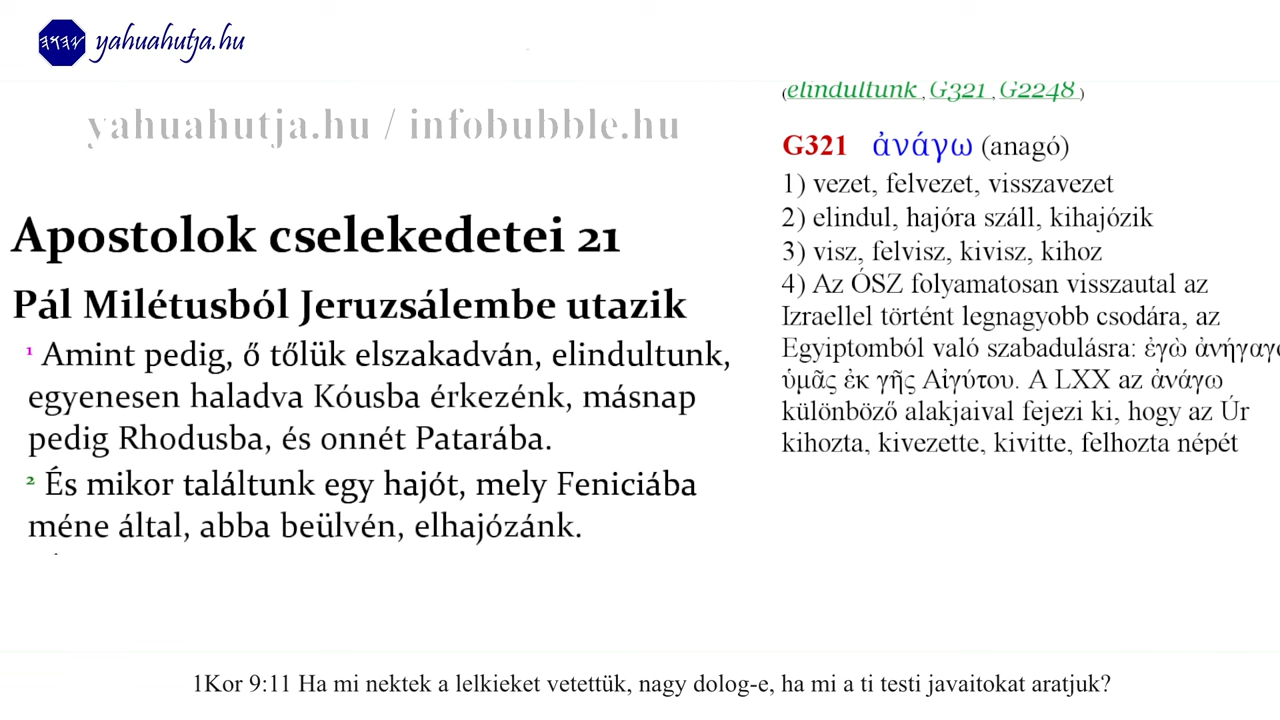 yahuahutja.hu
yahuahutja.hu / infobubble.hu
Apostolok cselekedetei 21
Pál Milétusból Jeruzsálembe utazik
1 Amint pedig, ő tőlük elszakadván, elindultunk,
egyenesen haladva Kóusba érkezénk, másnap
pedig Rhodusba, és onnét Patarába.
2 És mikor találtunk egy hajót, mely Feniciába
méne által, abba beülvén, elhajózánk.
(elindultunk , G321 , G2248 )
G321 ἀνάγω (anagó)
1) vezet, felvezet, visszavezet
2) elindul, hajóra száll, kihajózik
3) visz, felvisz, kivisz, kihoz
4) Az ÓSZ folyamatosan visszautal az
Izraellel történt legnagyobb csodára, az
Egyiptomból való szabadulásra: ἐγὼ
ὑμᾶς ἐκ γῆς Αἰγύτου. A LXX az ἀνάγω
különböző alakjaival fejezi ki, hogy az Úr
kihozta, kivezette, kivitte, felhozta népét
1Kor 9:11 Ha mi nektek a lelkieket vetettük, nagy dolog-e, ha mi a ti testi javaitokat aratjuk?